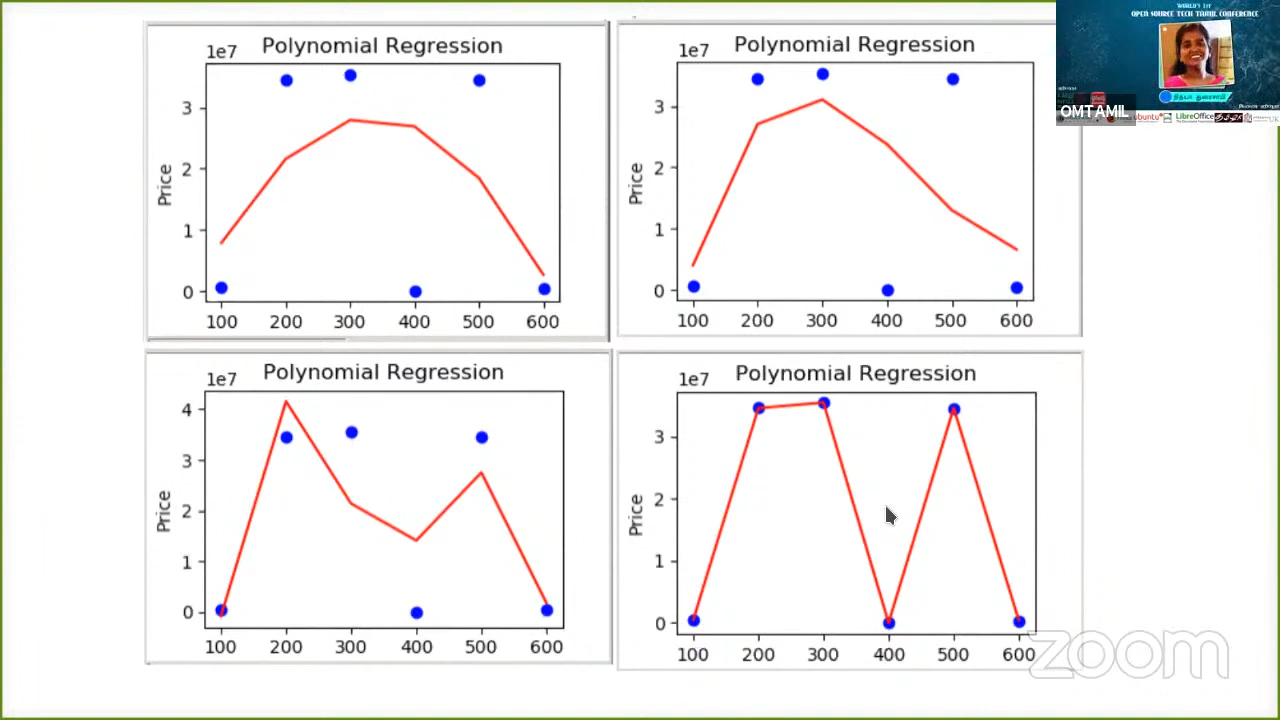 Polynomial Regression
1e7
Price
3
2
1
0
100 200 300 400 500 600
Polynomial Regression
1e7
Price
3
2
1
0
100 200 300 400 500 600
WORLD'S 1ST
OPEN SOURCE TECH TAMIL CONFERENCE
OMTAMIL
ubuntu
LibreOffice
Polynomial Regression
1e7
Price
4
3
2
1
0
100 200 300 400 500 600
Polynomial Regression
1e7
Price
3
2
1
0
100 200 300 400 500 600
zoom